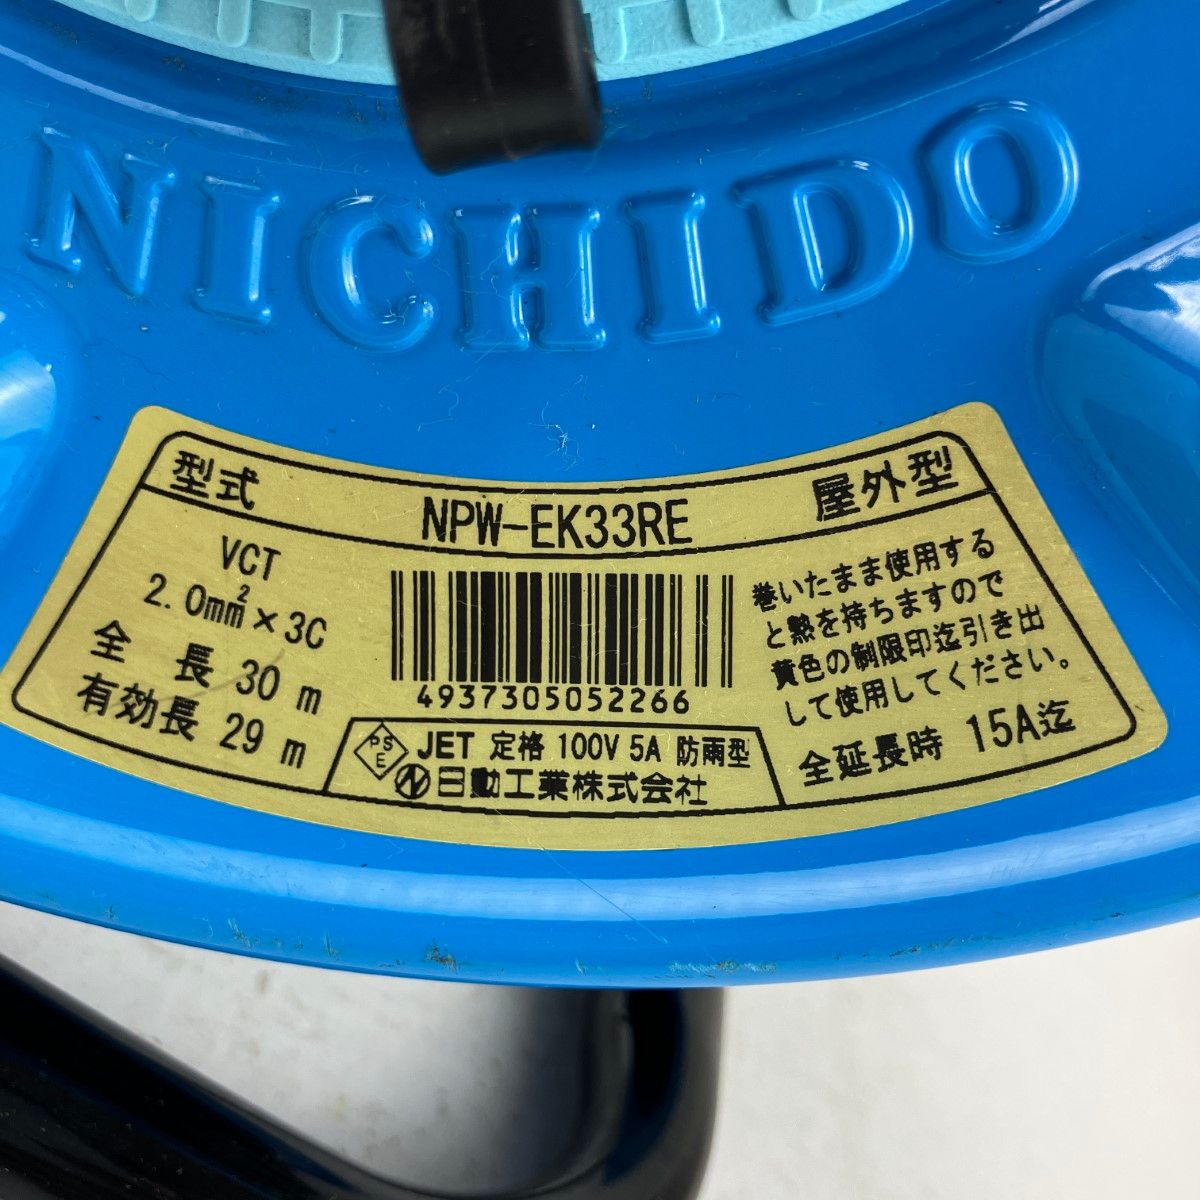 NICHIDO
型式 NPW-EK33RE 屋外型
VCT
2.0mm²×3C
全 長 30 m
有効長 29 m
4937305052266
PSE JET 定格 100V 5A 防雨型
日動工業株式会社
巻いたまま使用する
と熱を持ちますので
黄色の制限印迄引き出
して使用してください。
全延長時 15A迄